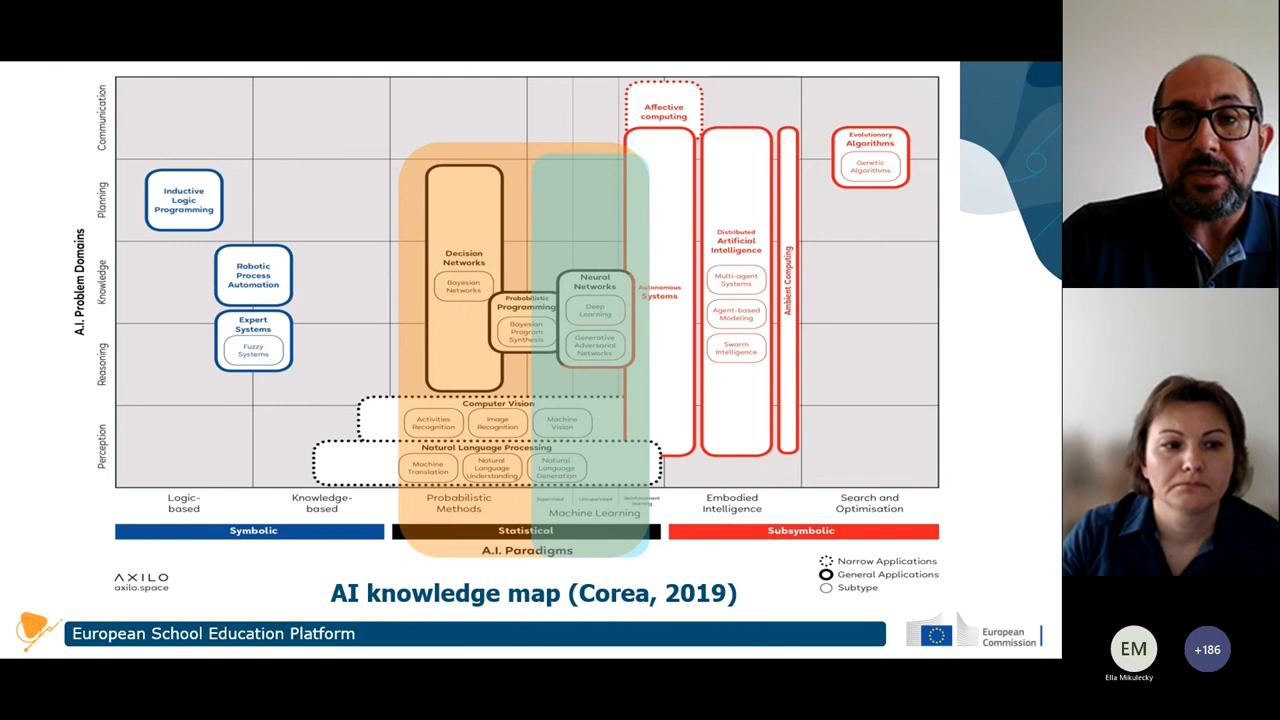 A.I. Problem Domains
Communication
Planning
Knowledge
Reasoning
Perception
Affective
computing
Evolutionary
Algorithms
Genetic
Algorithms
Inductive
Logic
Programming
Robotic
Process
Automation
Expert
Systems
Fuzzy
Systems
Decision
Networks
Bayesian
Networks
Probabilistic
Programming
Bayesian
Program
Synthesis
Neural
Networks
Deep
Learning
Generative
Adversarial
Networks
Autonomous
Systems
Distributed
Artificial
Intelligence
Multi-agent
Systems
Agent-based
Modeling
Swarm
Intelligence
Ambient Computing
Computer Vision
Activities
Recognition
Image
Recognition
Machine
Vision
Natural Language Processing
Machine
Translation
Natural
Language
Understanding
Natural
Language
Generation
Logic-
based
Knowledge-
based
Probabilistic
Methods
Supervised
Unsupervised
Reinforcement
learning
Machine Learning
Embodied
Intelligence
Search and
Optimisation
Symbolic
Statistical
Subsymbolic
A.I. Paradigms
AXILO
axilo.space
Narrow Applications
General Applications
Subtype
AI knowledge map (Corea, 2019)
European School Education Platform
European
Commission
EM
Ella Mikulecky
+186